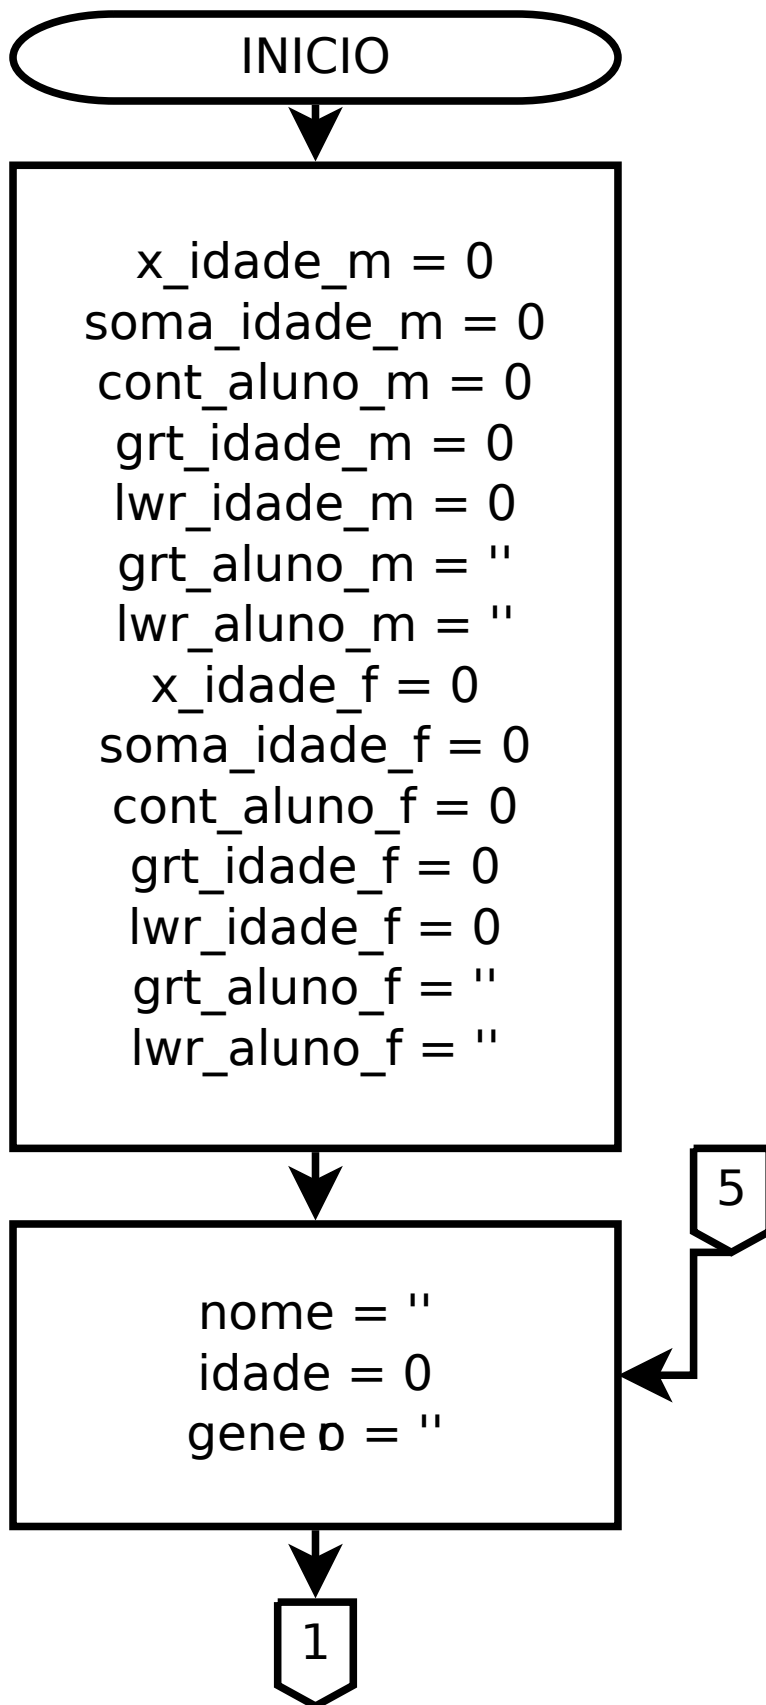 INICIO
x_idade_m = 0
soma_idade_m = 0
cont_aluno_m = 0
grt_idade_m = 0
lwr_idade_m = 0
grt_aluno_m = ''
lwr_aluno_m = ''
x_idade_f = 0
soma_idade_f = 0
cont_aluno_f = 0
grt_idade_f = 0
lwr_idade_f = 0
grt_aluno_f = ''
lwr_aluno_f = ''
5
nome = ''
idade = 0
genero = ''
1